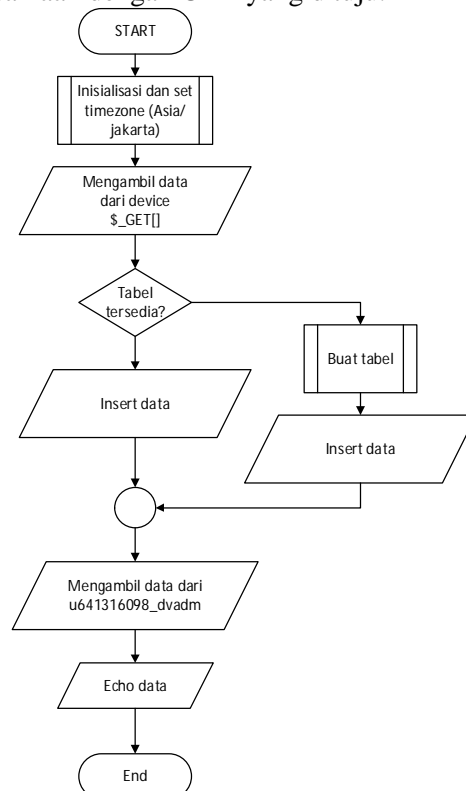 START
Inisialisasi dan set
timezone (Asia/
jakarta)
Mengambil data
dari device
$_GET[]
Tabel
tersedia?
Buat tabel
Insert data
Insert data
Mengambil data dari
u641316098_dvadm
Echo data
End